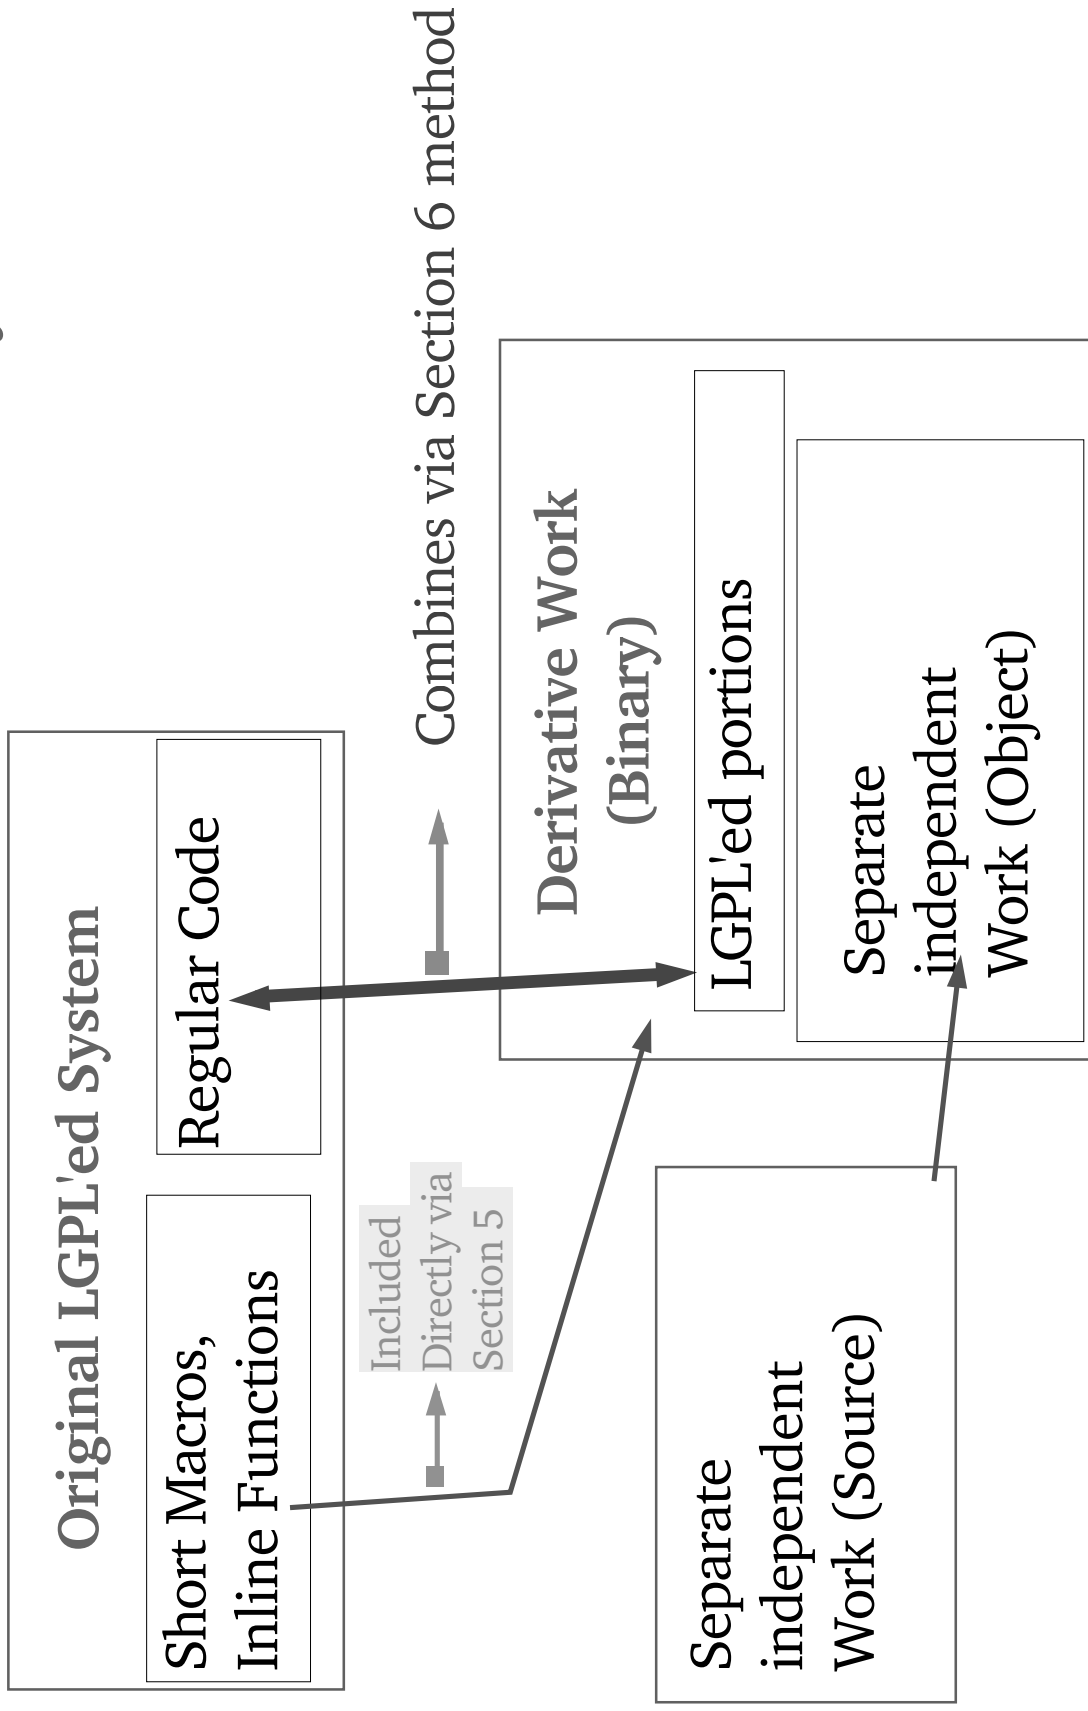 Original LGPL'ed System
Short Macros,
Inline Functions
Regular Code
Included
Directly via
Section 5
Combines via Section 6 method
Derivative Work
(Binary)
LGPL'ed portions
Separate
independent
Work (Object)
Separate
independent
Work (Source)